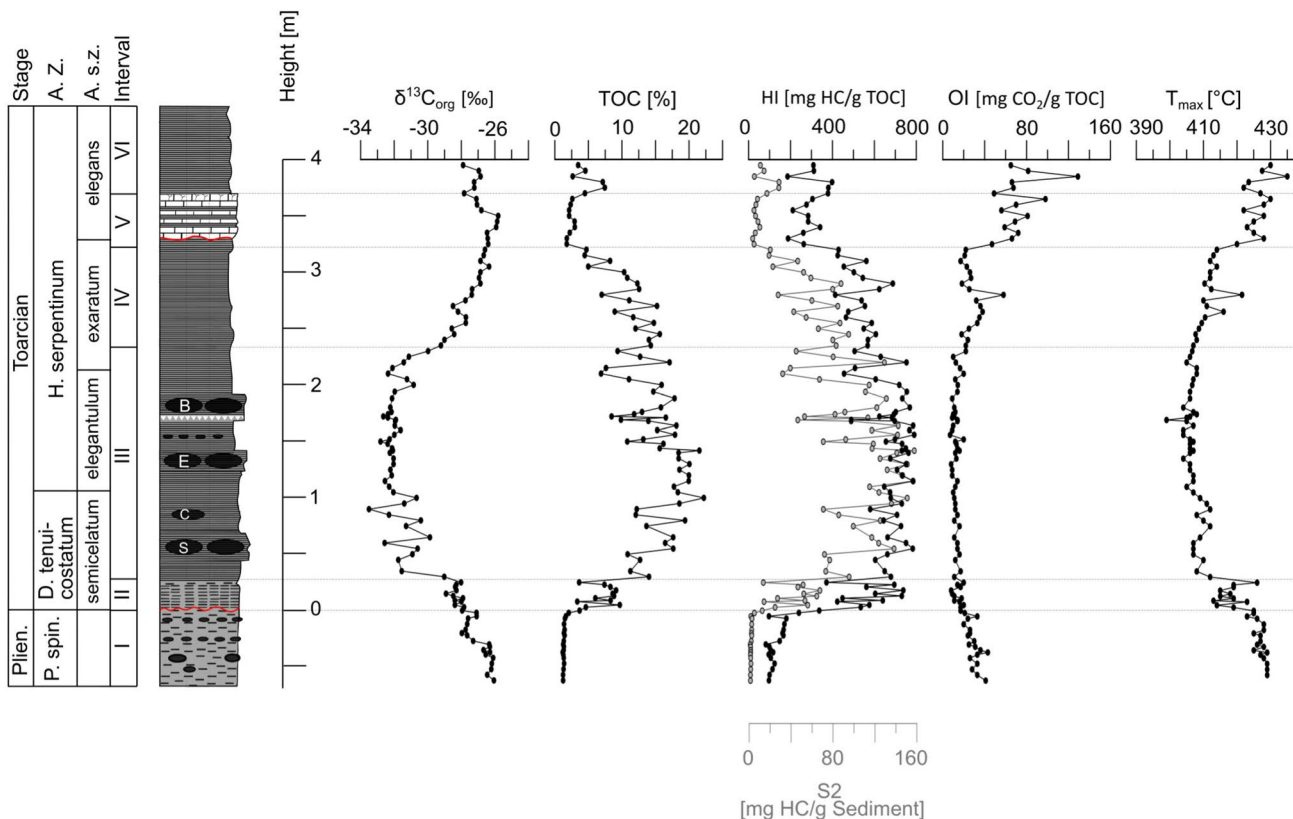 Stage
A. Z.
A. s.z.
Interval
Height [m]
δ¹³Corg [‰]
TOC [%]
HI [mg HC/g TOC]
OI [mg CO₂/g TOC]
Tmax [°C]
-34 -30 -26
0 10 20
0 400 800
0 80 160
390 410 430
4
3
2
1
0
Toarcian
Plien.
H. serpentinum
D. tenui-
costatum
P. spin.
elegans
exaratum
elegantulum
semicelatum
VI
V
IV
III
II
I
B
E
C
S
0 80 160
S2
[mg HC/g Sediment]